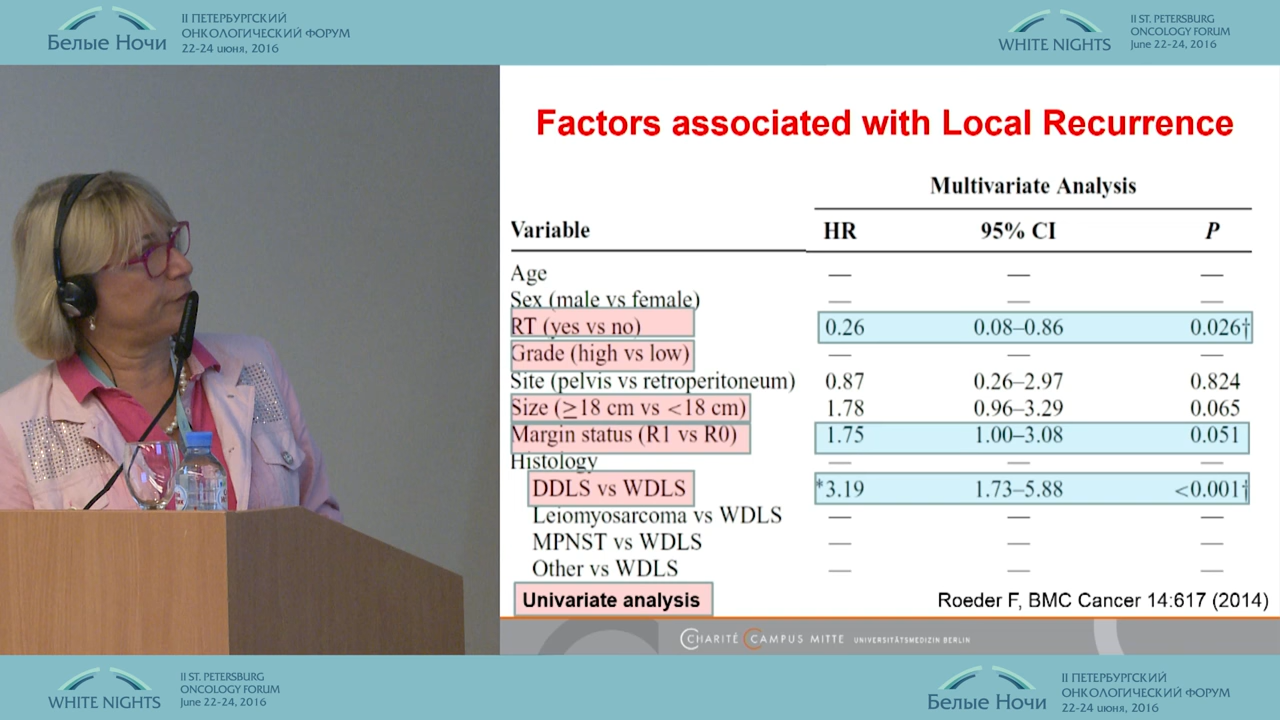 Белые Ночи
II ПЕТЕРБУРГСКИЙ
ОНКОЛОГИЧЕСКИЙ ФОРУМ
22-24 июня, 2016
WHITE NIGHTS
II ST. PETERSBURG
ONCOLOGY FORUM
June 22-24, 2016
Factors associated with Local Recurrence
Multivariate Analysis
Variable HR 95% CI P
Age — — —
Sex (male vs female) — — —
RT (yes vs no) 0.26 0.08–0.86 0.026†
Grade (high vs low) — — —
Site (pelvis vs retroperitoneum) 0.87 0.26–2.97 0.824
Size (≥18 cm vs <18 cm) 1.78 0.96–3.29 0.065
Margin status (R1 vs R0) 1.75 1.00–3.08 0.051
Histology — — —
DDLS vs WDLS *3.19 1.73–5.88 <0.001†
Leiomyosarcoma vs WDLS — — —
MPNST vs WDLS — — —
Other vs WDLS — — —
Univariate analysis
Roeder F, BMC Cancer 14:617 (2014)
CHARITÉ CAMPUS MITTE UNIVERSITÄTSMEDIZIN BERLIN
WHITE NIGHTS
II ST. PETERSBURG
ONCOLOGY FORUM
June 22-24, 2016
Белые Ночи
II ПЕТЕРБУРГСКИЙ
ОНКОЛОГИЧЕСКИЙ ФОРУМ
22-24 июня, 2016